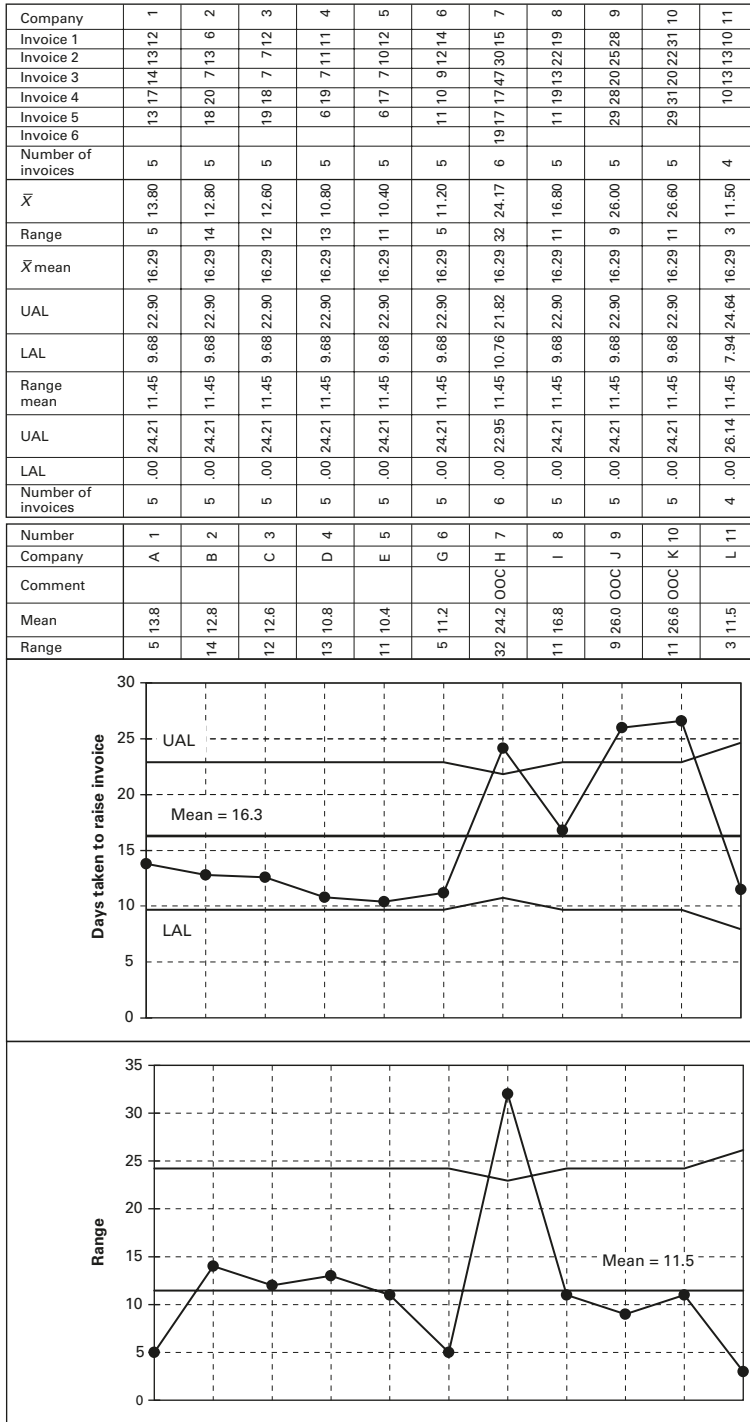 Company 1 2 3 4 5 6 7 8 9 10 11
Invoice 1 12 6 12 11 12 14 15 19 28 31 10
Invoice 2 13 13 7 11 10 12 30 22 25 22 13
Invoice 3 14 7 7 7 7 9 47 13 20 20 13
Invoice 4 17 20 18 19 17 10 17 19 28 31 10
Invoice 5 13 18 19 6 6 11 17 11 29 29
Invoice 6 19
Number of
invoices 5 5 5 5 5 5 6 5 5 5 4
X̅ 13.80 12.80 12.60 10.80 10.40 11.20 24.17 16.80 26.00 26.60 11.50
Range 5 14 12 13 11 5 32 11 9 11 3
X̅ mean 16.29 16.29 16.29 16.29 16.29 16.29 16.29 16.29 16.29 16.29 16.29
UAL 22.90 22.90 22.90 22.90 22.90 22.90 21.82 22.90 22.90 22.90 24.64
LAL 9.68 9.68 9.68 9.68 9.68 9.68 10.76 9.68 9.68 9.68 7.94
Range
mean 11.45 11.45 11.45 11.45 11.45 11.45 11.45 11.45 11.45 11.45 11.45
UAL 24.21 24.21 24.21 24.21 24.21 24.21 22.95 24.21 24.21 24.21 26.14
LAL .00 .00 .00 .00 .00 .00 .00 .00 .00 .00 .00
Number of
invoices 5 5 5 5 5 5 6 5 5 5 4
Number 1 2 3 4 5 6 7 8 9 10 11
Company A B C D E G H I J K L
Comment OOC OOC OOC
Mean 13.8 12.8 12.6 10.8 10.4 11.2 24.2 16.8 26.0 26.6 11.5
Range 5 14 12 13 11 5 32 11 9 11 3
Days taken to raise invoice
30
25
20
15
10
5
0
UAL
Mean = 16.3
LAL
Range
35
30
25
20
15
10
5
0
Mean = 11.5